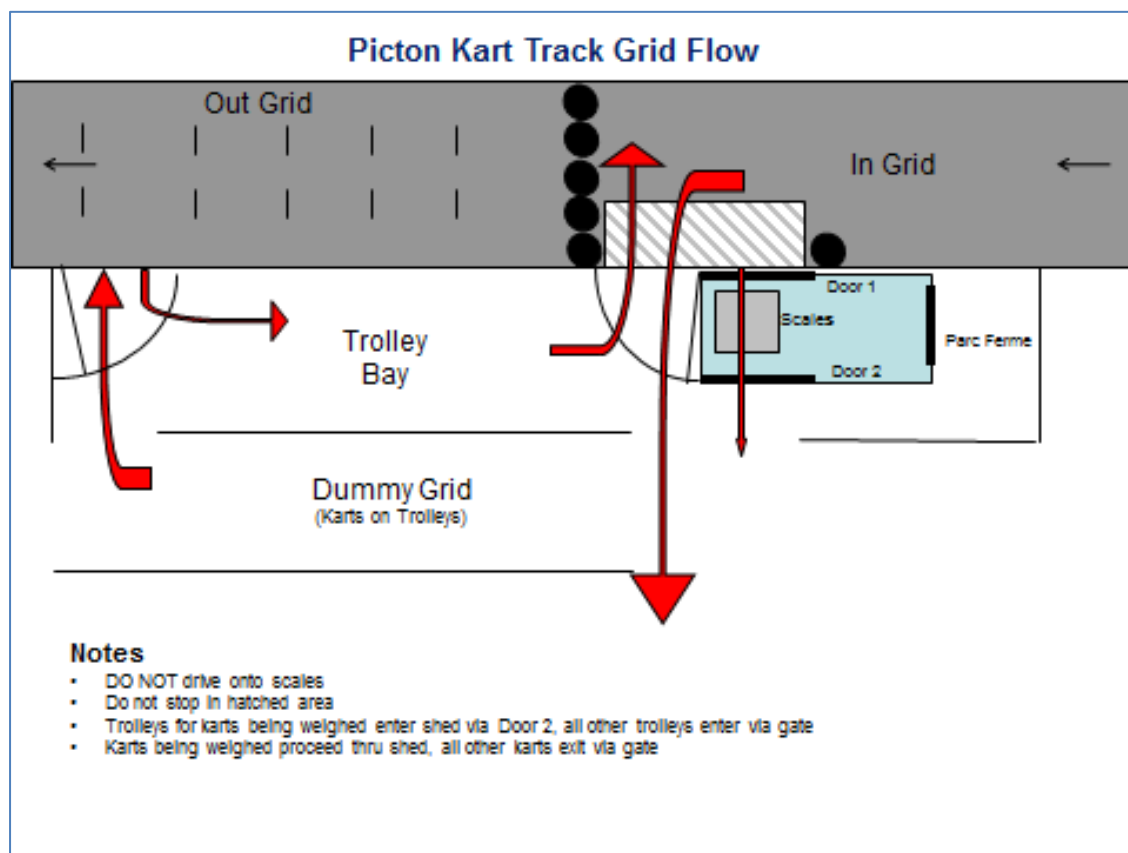 Picton Kart Track Grid Flow
Out Grid
In Grid
Door 1
Scales
Parc Ferme
Door 2
Trolley
Bay
Dummy Grid
(Karts on Trolleys)
Notes
• DO NOT drive onto scales
• Do not stop in hatched area
• Trolleys for karts being weighed enter shed via Door 2, all other trolleys enter via gate
• Karts being weighed proceed thru shed, all other karts exit via gate